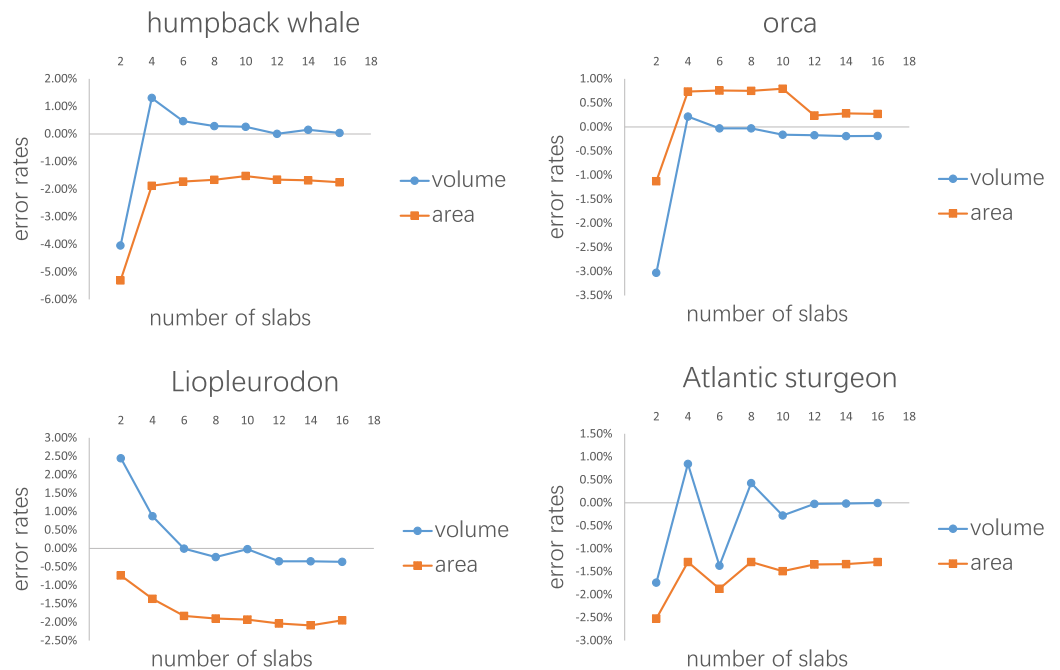 humpback whale
2 4 6 8 10 12 14 16 18
2.00%
1.00%
0.00%
-1.00%
-2.00%
-3.00%
-4.00%
-5.00%
-6.00%
error rates
volume
area
number of slabs
orca
2 4 6 8 10 12 14 16 18
1.00%
0.50%
0.00%
-0.50%
-1.00%
-1.50%
-2.00%
-2.50%
-3.00%
-3.50%
error rates
volume
area
number of slabs
Liopleurodon
2 4 6 8 10 12 14 16 18
3.00%
2.50%
2.00%
1.50%
1.00%
0.50%
0.00%
-0.50%
-1.00%
-1.50%
-2.00%
-2.50%
error rates
volume
area
number of slabs
Atlantic sturgeon
2 4 6 8 10 12 14 16 18
1.50%
1.00%
0.50%
0.00%
-0.50%
-1.00%
-1.50%
-2.00%
-2.50%
-3.00%
error rates
volume
area
number of slabs